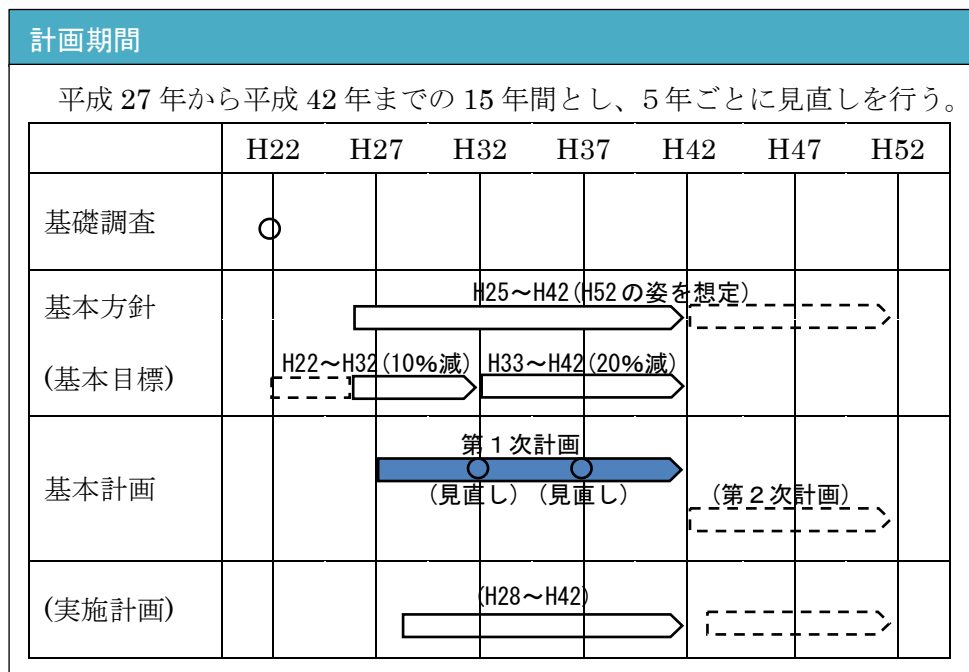 計画期間
平成 27 年から平成 42 年までの 15 年間とし、５年ごとに見直しを行う。
H22 H27 H32 H37 H42 H47 H52
基礎調査
H25～H42(H52の姿を想定)
基本方針
H22～H32(10%減) H33～H42(20%減)
(基本目標)
第１次計画
基本計画
(見直し) (見直し) (第２次計画)
(H28～H42)
(実施計画)